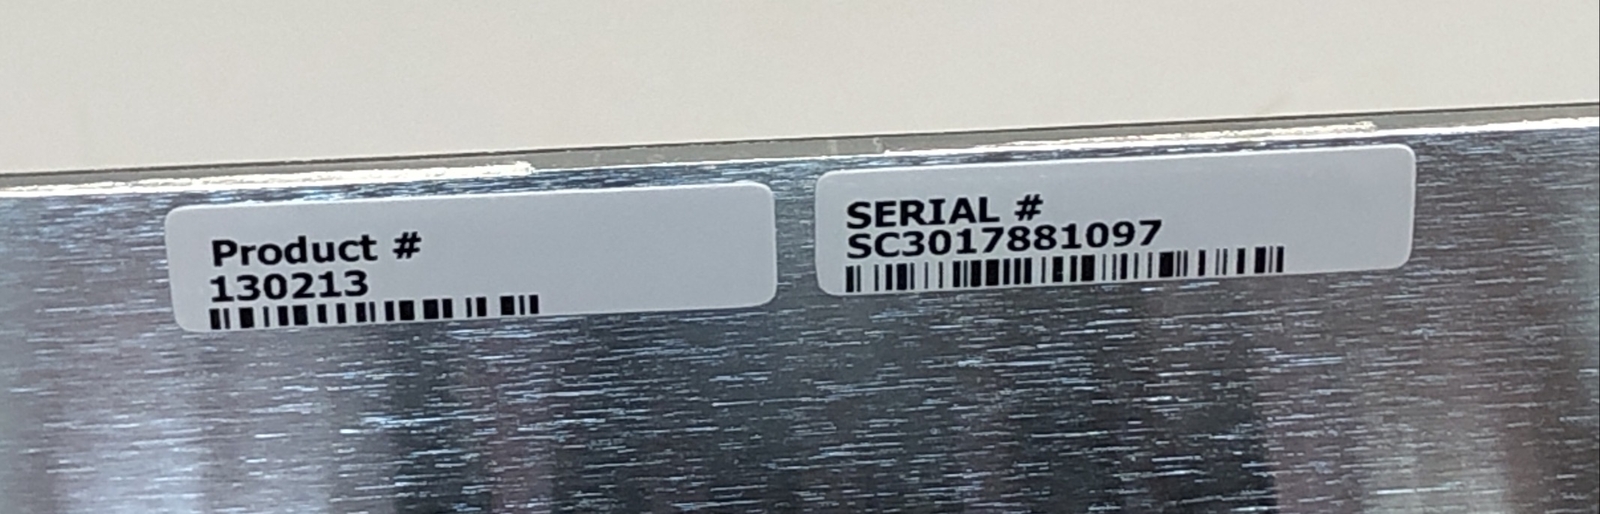 Product #
130213
SERIAL #
SC3017881097